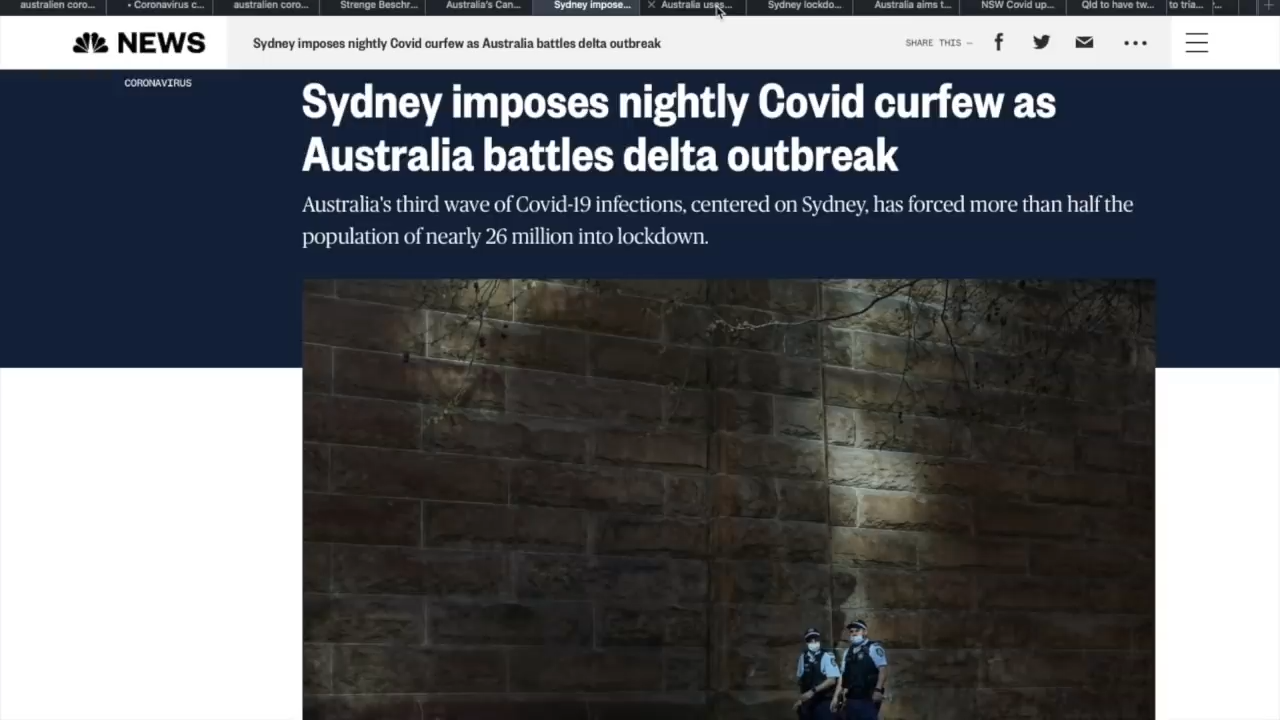 australien coro...
• Coronavirus c...
australien coro...
Strenge Beschr...
Australia's Can...
Sydney impose...
Australia uses...
Sydney lockdo...
Australia aims t...
NSW Covid up...
Qld to have tw...
to tria...
NEWS
Sydney imposes nightly Covid curfew as Australia battles delta outbreak
SHARE THIS —
CORONAVIRUS
Sydney imposes nightly Covid curfew as
Australia battles delta outbreak
Australia's third wave of Covid-19 infections, centered on Sydney, has forced more than half the
population of nearly 26 million into lockdown.